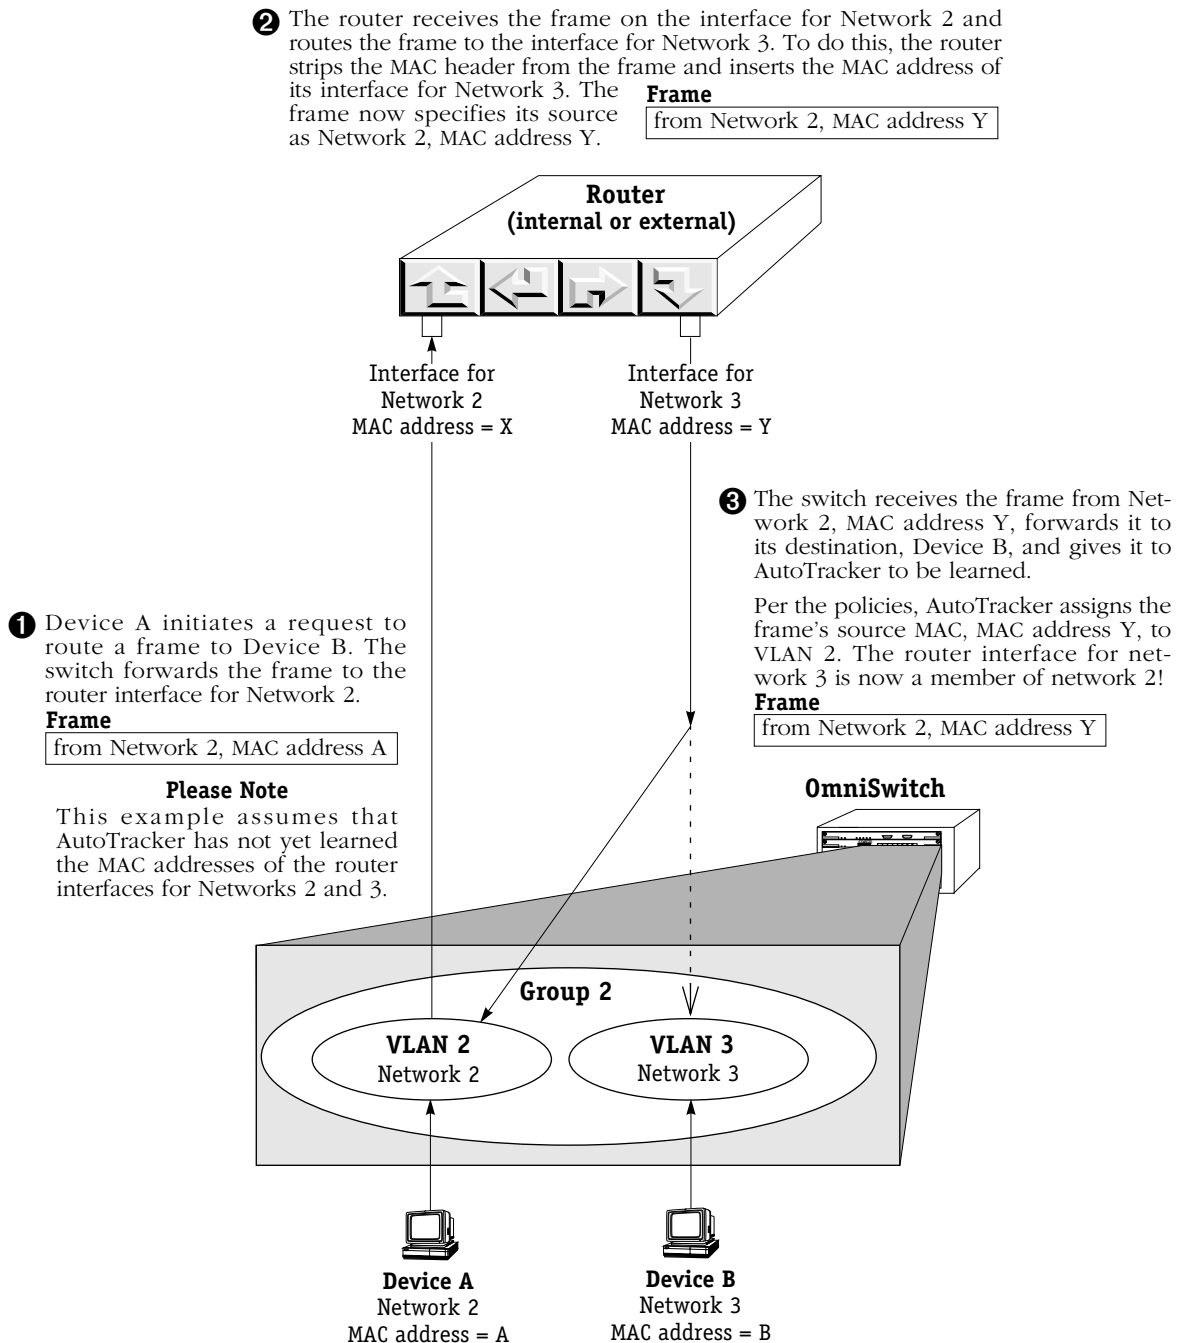 ❷ The router receives the frame on the interface for Network 2 and
routes the frame to the interface for Network 3. To do this, the router
strips the MAC header from the frame and inserts the MAC address of
its interface for Network 3. The
frame now specifies its source
as Network 2, MAC address Y.
Frame
from Network 2, MAC address Y
Router
(internal or external)
Interface for
Network 2
MAC address = X
Interface for
Network 3
MAC address = Y
❸ The switch receives the frame from Net-
work 2, MAC address Y, forwards it to
its destination, Device B, and gives it to
AutoTracker to be learned.
Per the policies, AutoTracker assigns the
frame's source MAC, MAC address Y, to
VLAN 2. The router interface for net-
work 3 is now a member of network 2!
Frame
from Network 2, MAC address Y
❶ Device A initiates a request to
route a frame to Device B. The
switch forwards the frame to the
router interface for Network 2.
Frame
from Network 2, MAC address A
Please Note
This example assumes that
AutoTracker has not yet learned
the MAC addresses of the router
interfaces for Networks 2 and 3.
OmniSwitch
Group 2
VLAN 2
Network 2
VLAN 3
Network 3
Device A
Network 2
MAC address = A
Device B
Network 3
MAC address = B